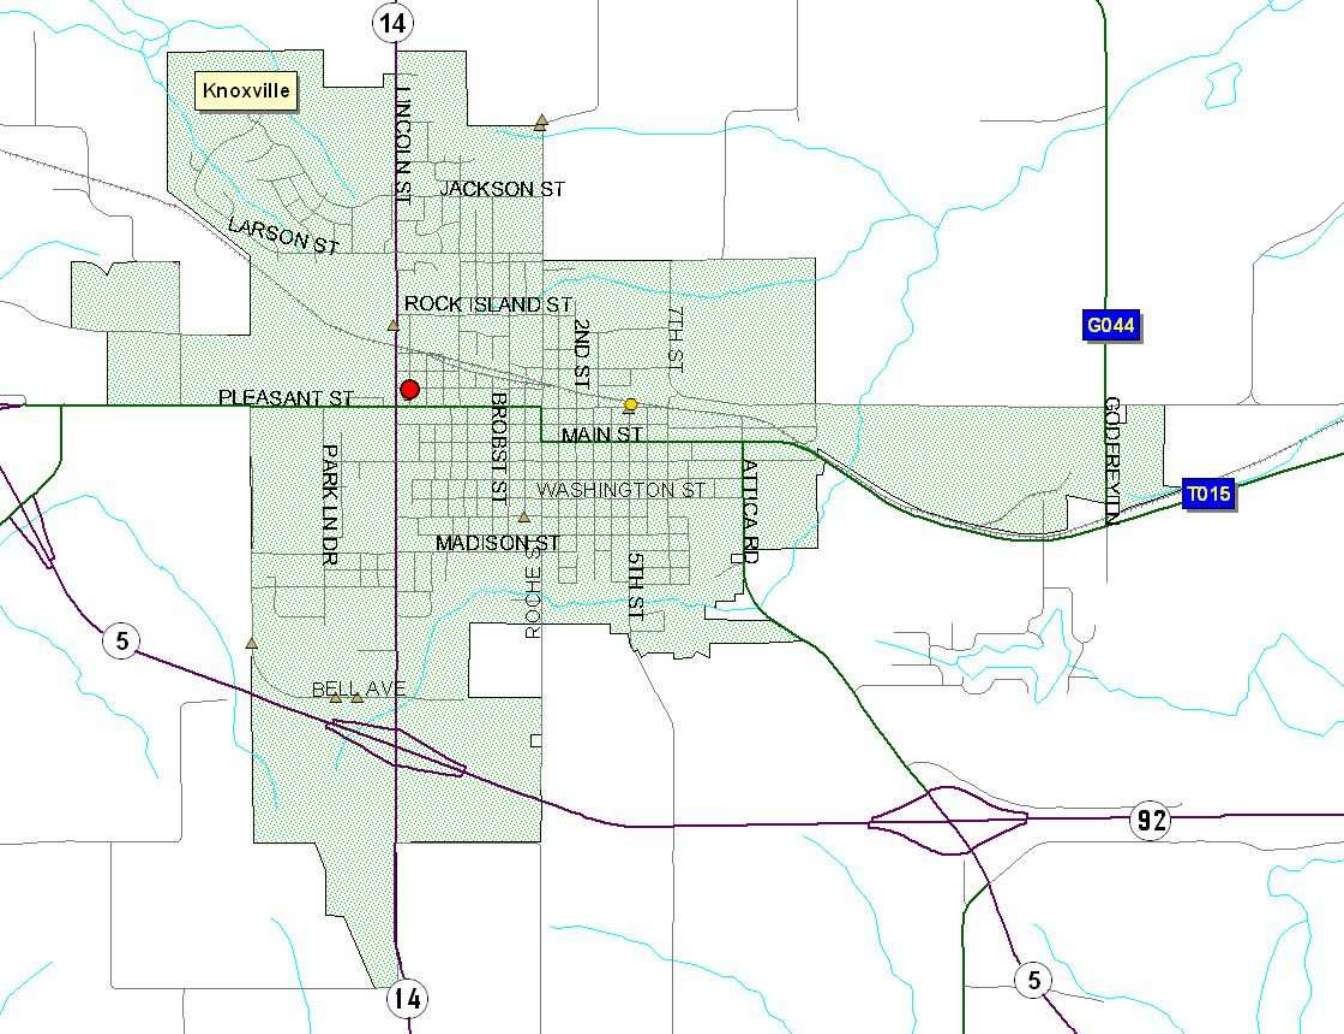 14
Knoxville
LINCOLN ST
JACKSON ST
LARSON ST
ROCK ISLAND ST
2ND ST
7TH ST
G044
PLEASANT ST
BROBST ST
MAIN ST
GODFREY LN
PARK LN DR
WASHINGTON ST
ATTICA RD
T015
MADISON ST
ROCHE S
5TH ST
5
BELL AVE
92
5
14